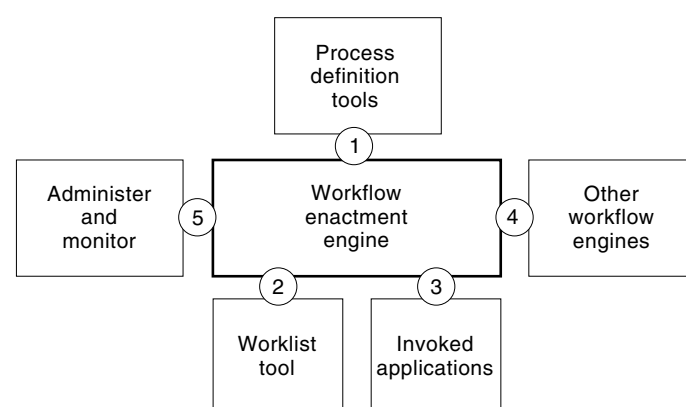 Process
definition
tools
1
Administer
and
monitor
5
Workflow
enactment
engine
4
Other
workflow
engines
2
3
Worklist
tool
Invoked
applications